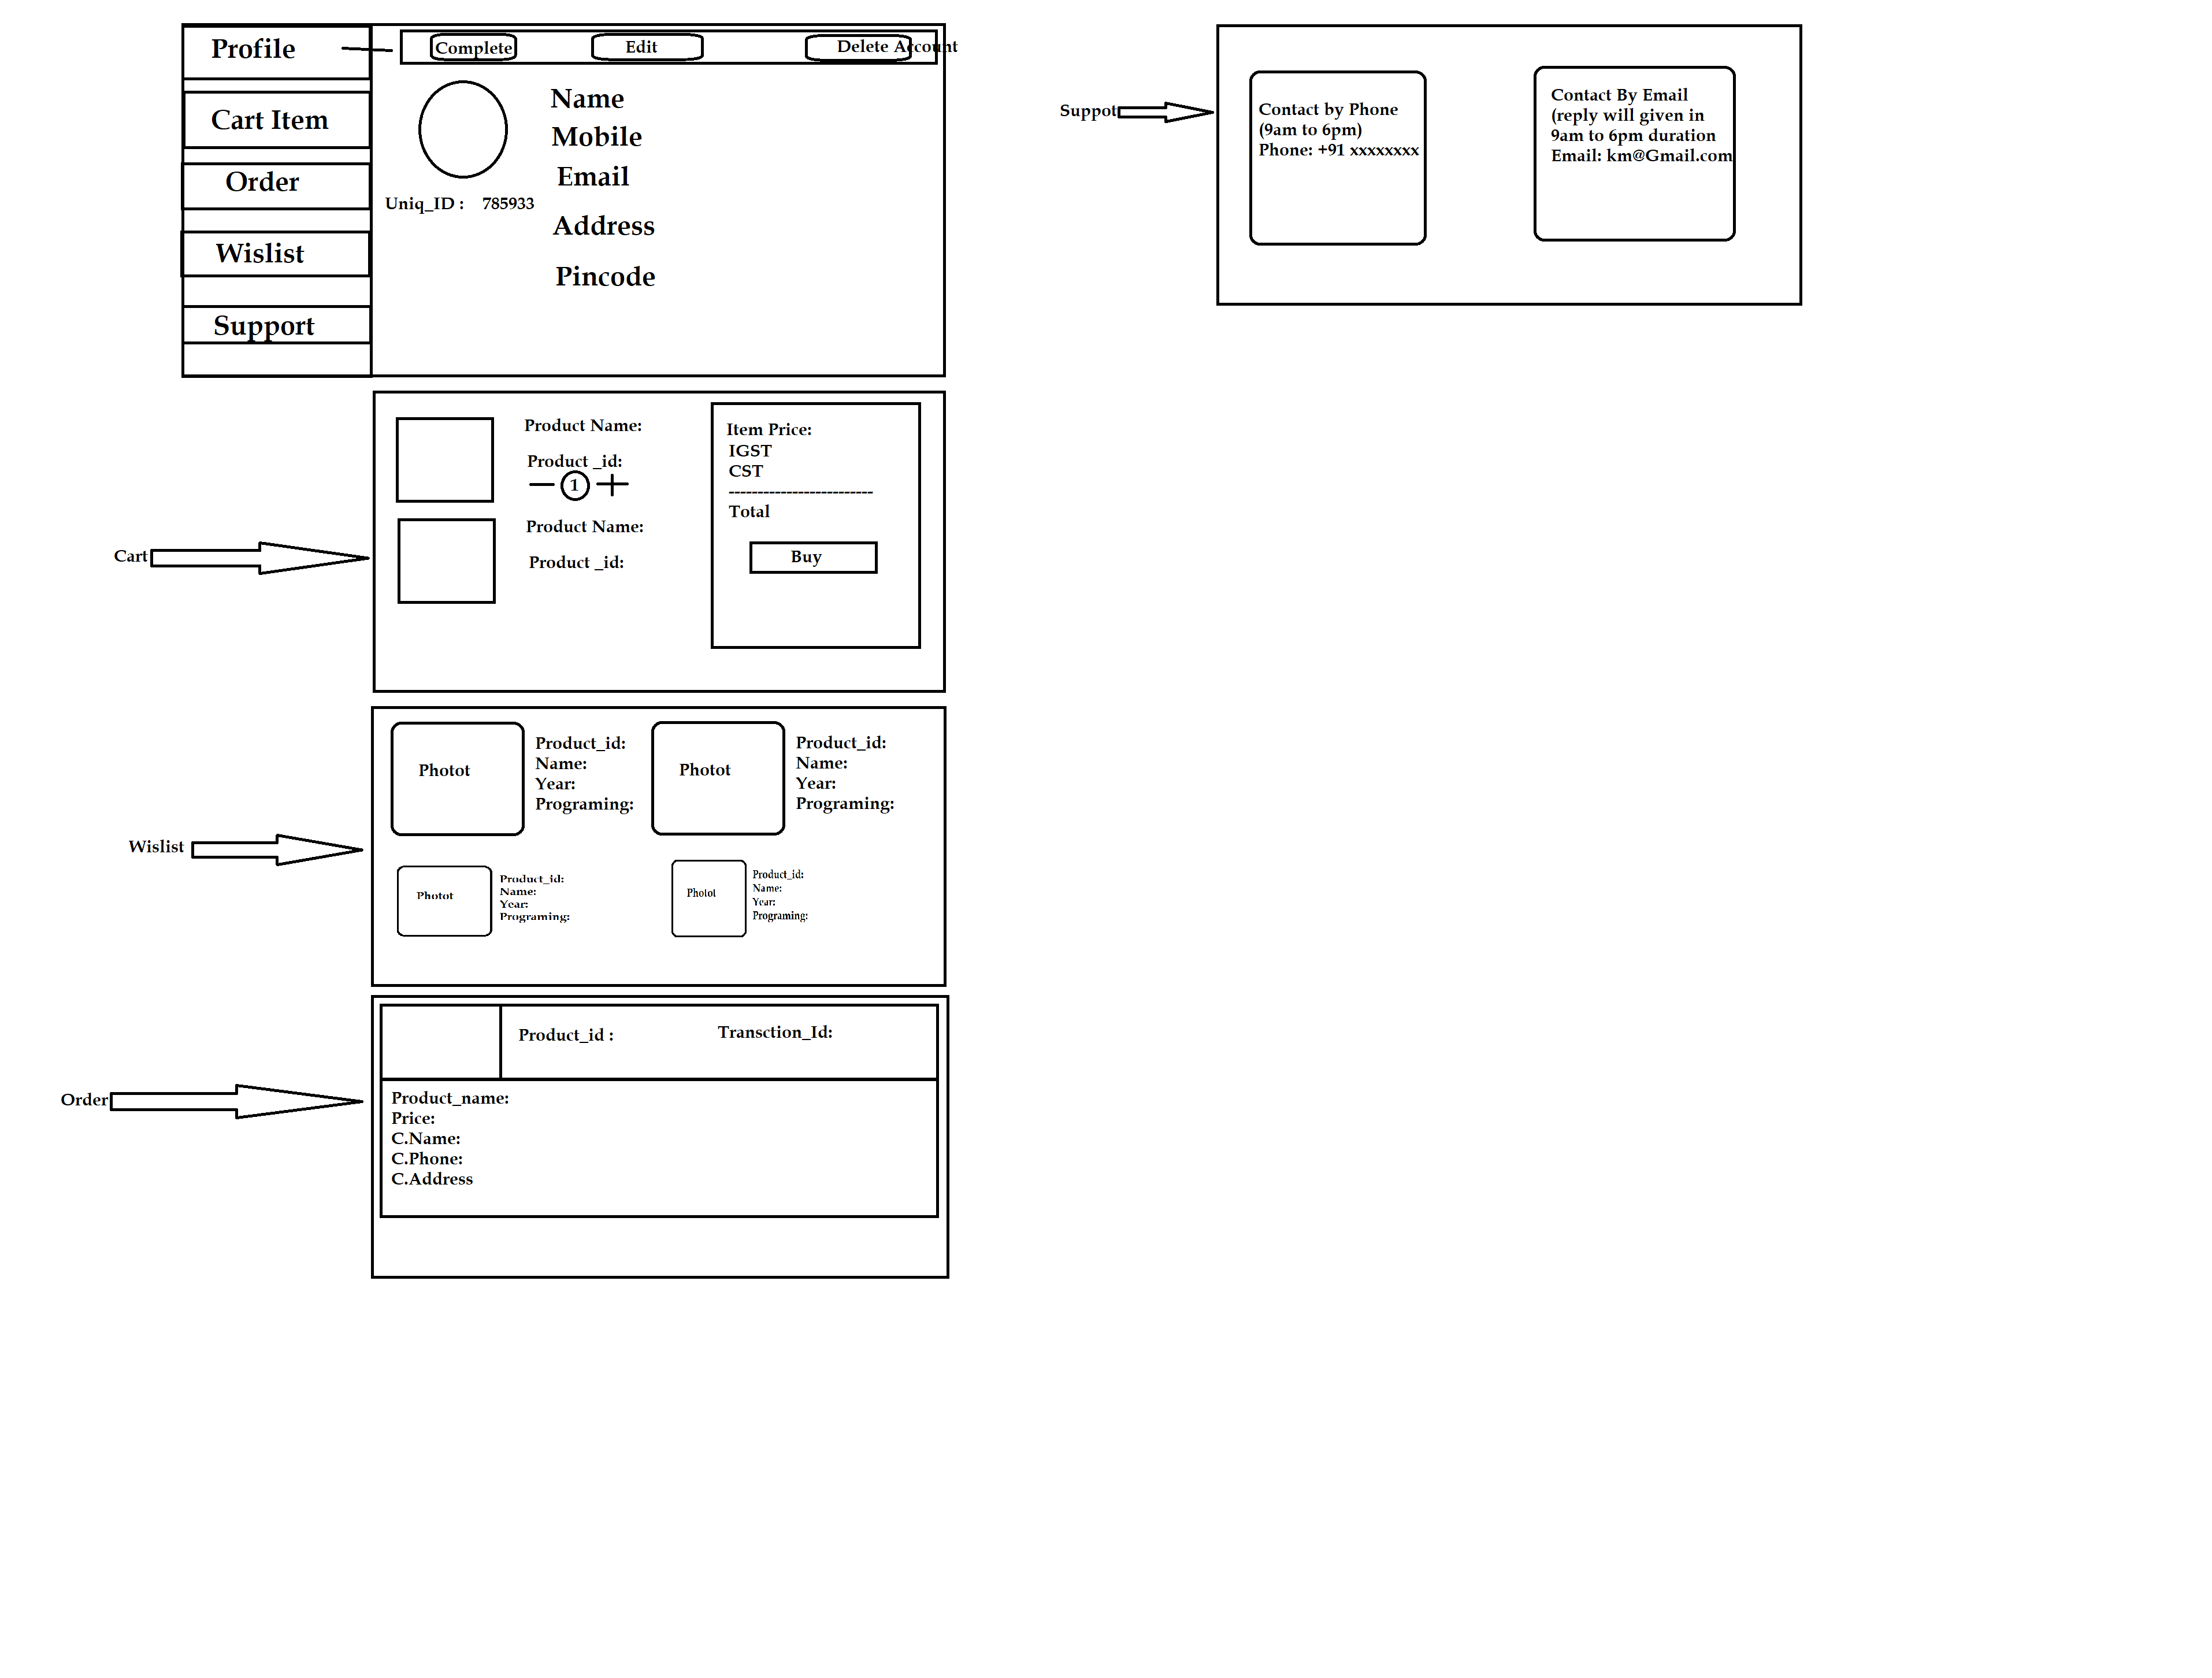 Profile
Cart Item
Order
Wislist
Support
Complete
Edit
Delete Account
Uniq_ID : 785933
Name
Mobile
Email
Address
Pincode
Suppot
Contact by Phone
(9am to 6pm)
Phone: +91 xxxxxxxx
Contact By Email
(reply will given in
9am to 6pm duration
Email: km@Gmail.com
Cart
Product Name:
Product _id:
1
Product Name:
Product _id:
Item Price:
IGST
CST
-------------------------
Total
Buy
Wislist
Photot
Product_id:
Name:
Year:
Programing:
Photot
Product_id:
Name:
Year:
Programing:
Photot
Product_id:
Name:
Year:
Programing:
Photot
Product_id:
Name:
Year:
Programing:
Order
Product_id :
Transction_Id:
Product_name:
Price:
C.Name:
C.Phone:
C.Address